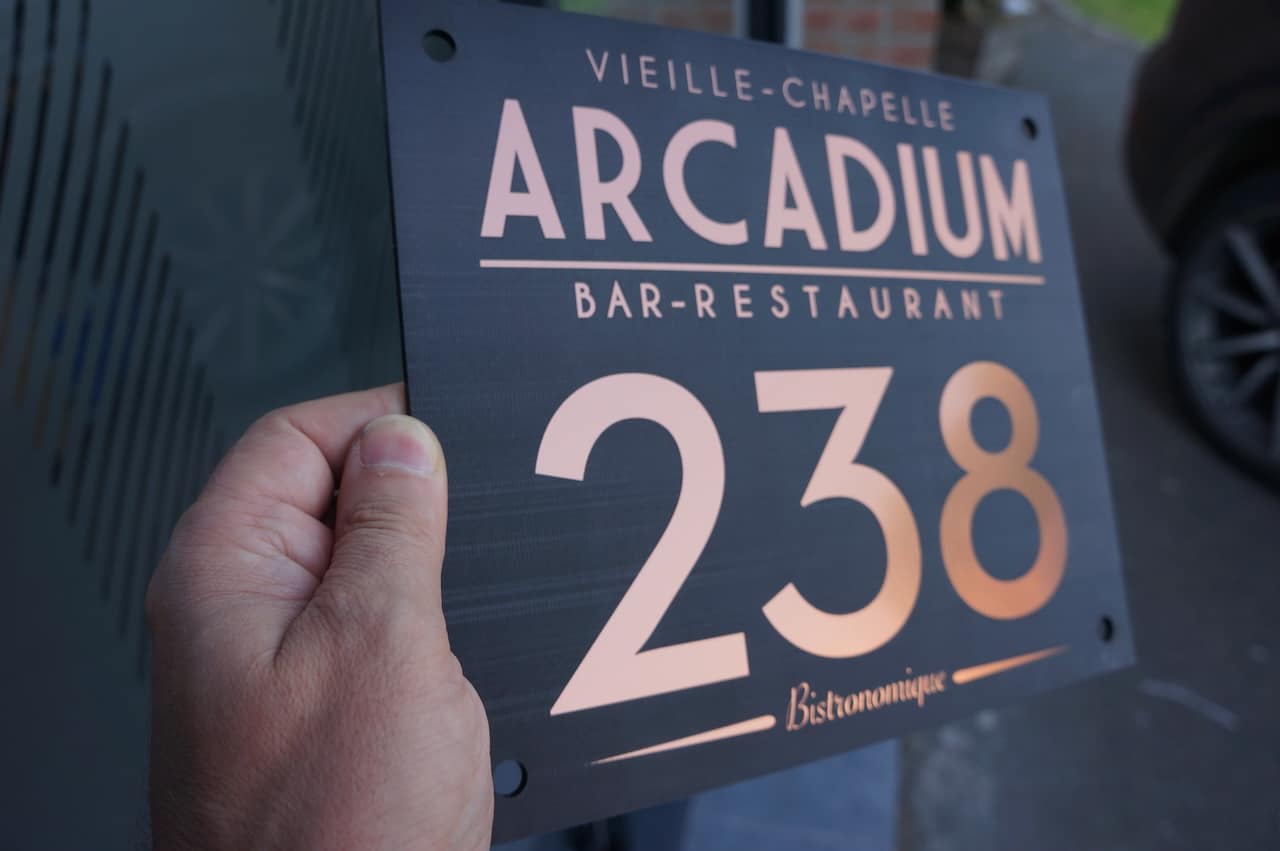 VIEILLE-CHAPELLE
ARCADIUM
BAR-RESTAURANT
238
Bistronomique